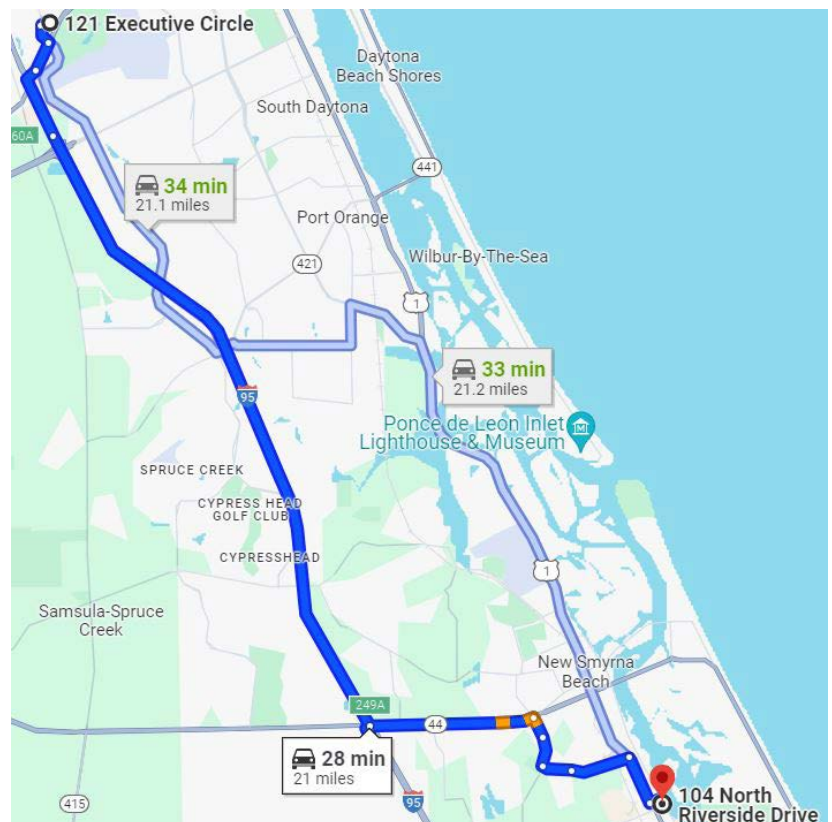 121 Executive Circle
Daytona
Beach Shores
South Daytona
60A
441
34 min
21.1 miles
Port Orange
Wilbur-By-The-Sea
421
1
33 min
21.2 miles
95
Ponce de Leon Inlet
Lighthouse & Museum
SPRUCE CREEK
CYPRESS HEAD
GOLF CLUB
CYPRESSHEAD
1
Samsula-Spruce
Creek
New Smyrna
Beach
249A
44
28 min
21 miles
415
95
104 North
Riverside Drive